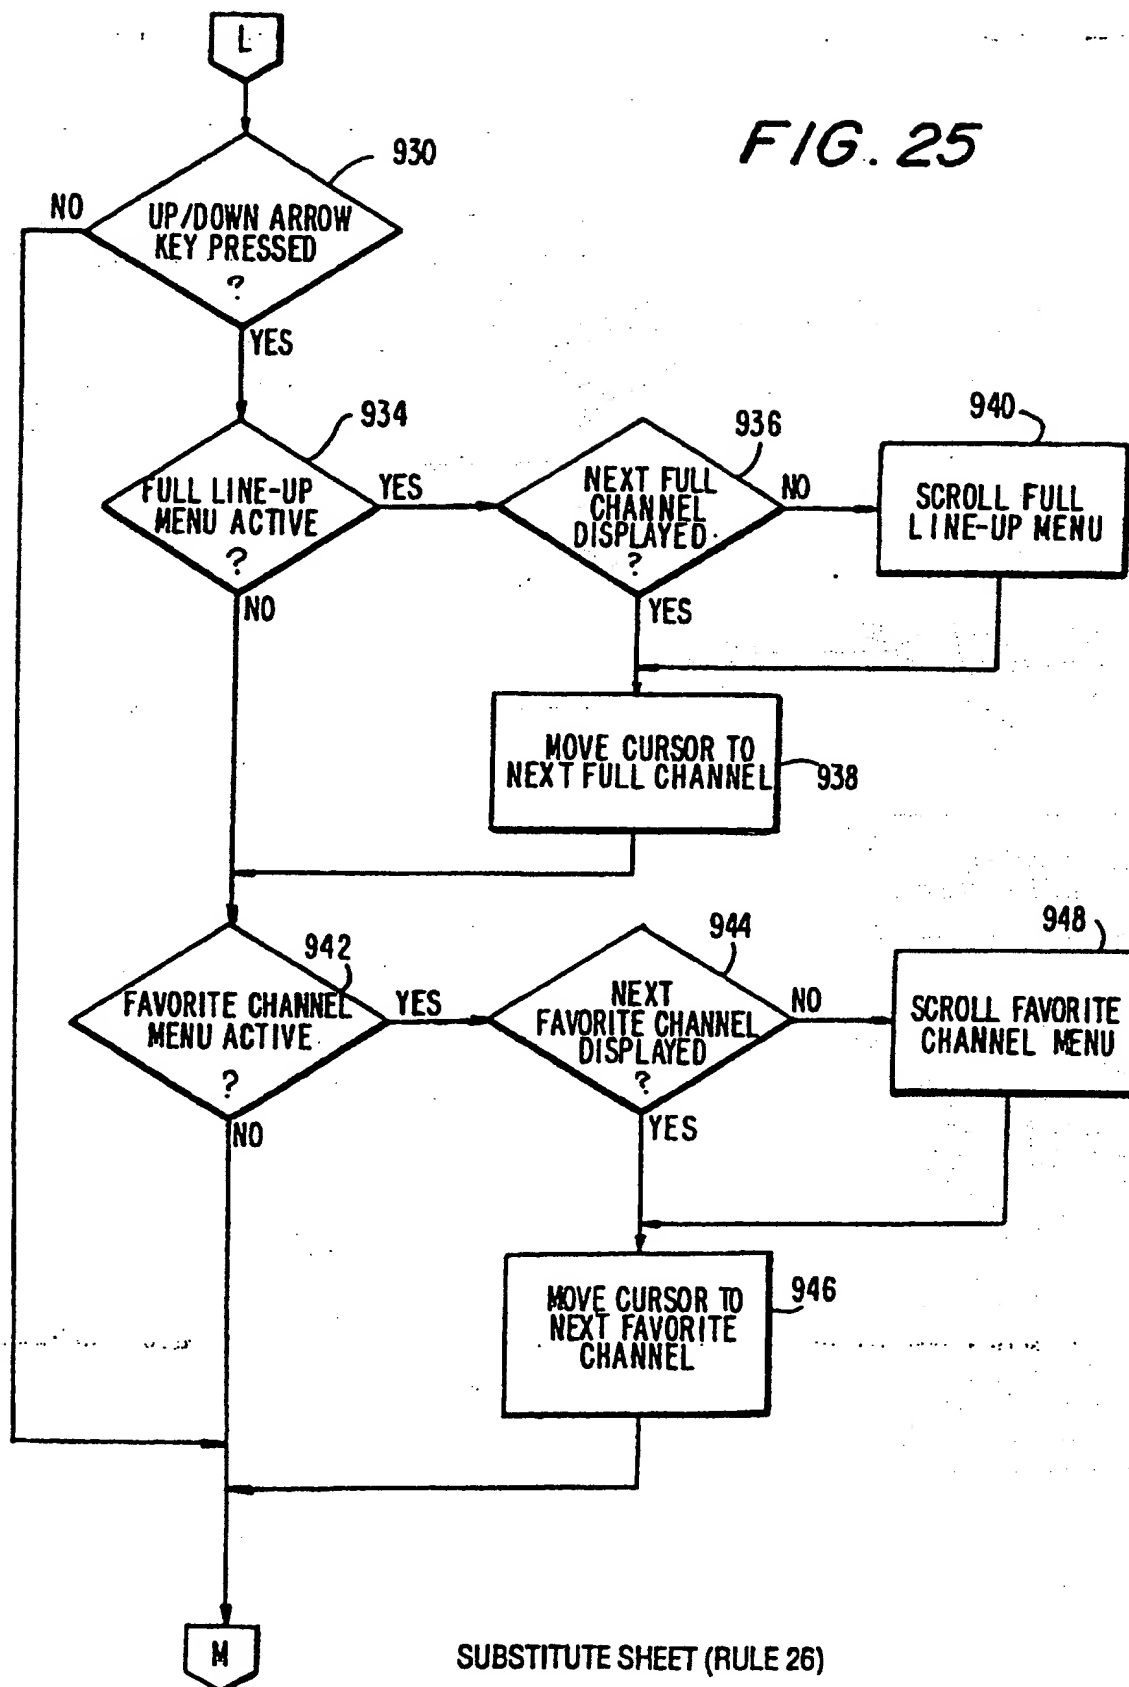 L
FIG. 25
930
NO
UP/DOWN ARROW
KEY PRESSED
?
YES
934
FULL LINE-UP
MENU ACTIVE
?
YES
NO
936
NEXT FULL
CHANNEL
DISPLAYED
?
NO
YES
940
SCROLL FULL
LINE-UP MENU
MOVE CURSOR TO
NEXT FULL CHANNEL
938
942
FAVORITE CHANNEL
MENU ACTIVE
?
YES
NO
944
NEXT
FAVORITE CHANNEL
DISPLAYED
?
NO
YES
948
SCROLL FAVORITE
CHANNEL MENU
MOVE CURSOR TO
NEXT FAVORITE
CHANNEL
946
M
SUBSTITUTE SHEET (RULE 26)